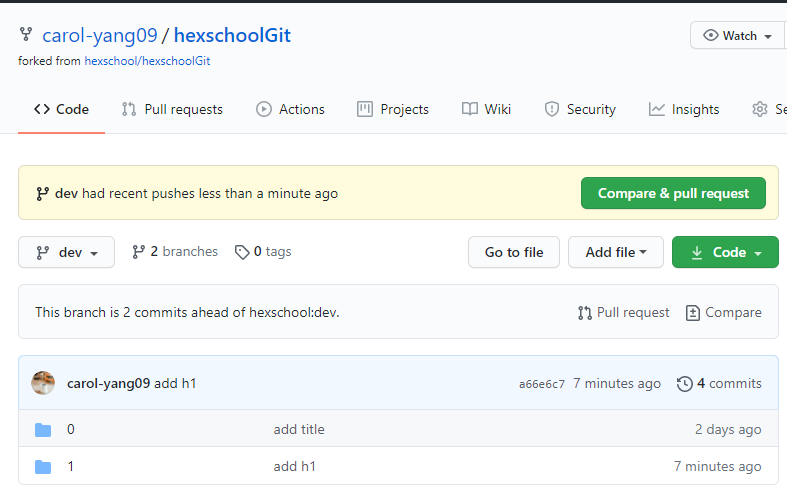 carol-yang09 / hexschoolGit
Watch
forked from hexschool/hexschoolGit
Code Pull requests Actions Projects Wiki Security Insights
dev had recent pushes less than a minute ago Compare & pull request
dev 2 branches 0 tags Go to file Add file Code
This branch is 2 commits ahead of hexschool:dev. Pull request Compare
carol-yang09 add h1 a66e6c7 7 minutes ago 4 commits
0 add title 2 days ago
1 add h1 7 minutes ago